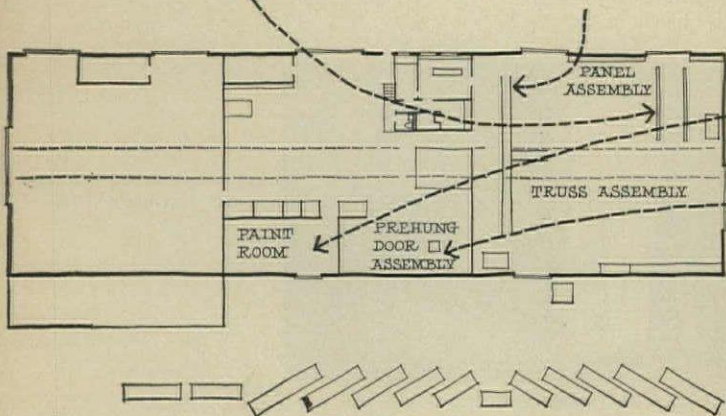 PANEL
ASSEMBLY
TRUSS ASSEMBLY
PAINT
ROOM
PREHUNG
DOOR
ASSEMBLY